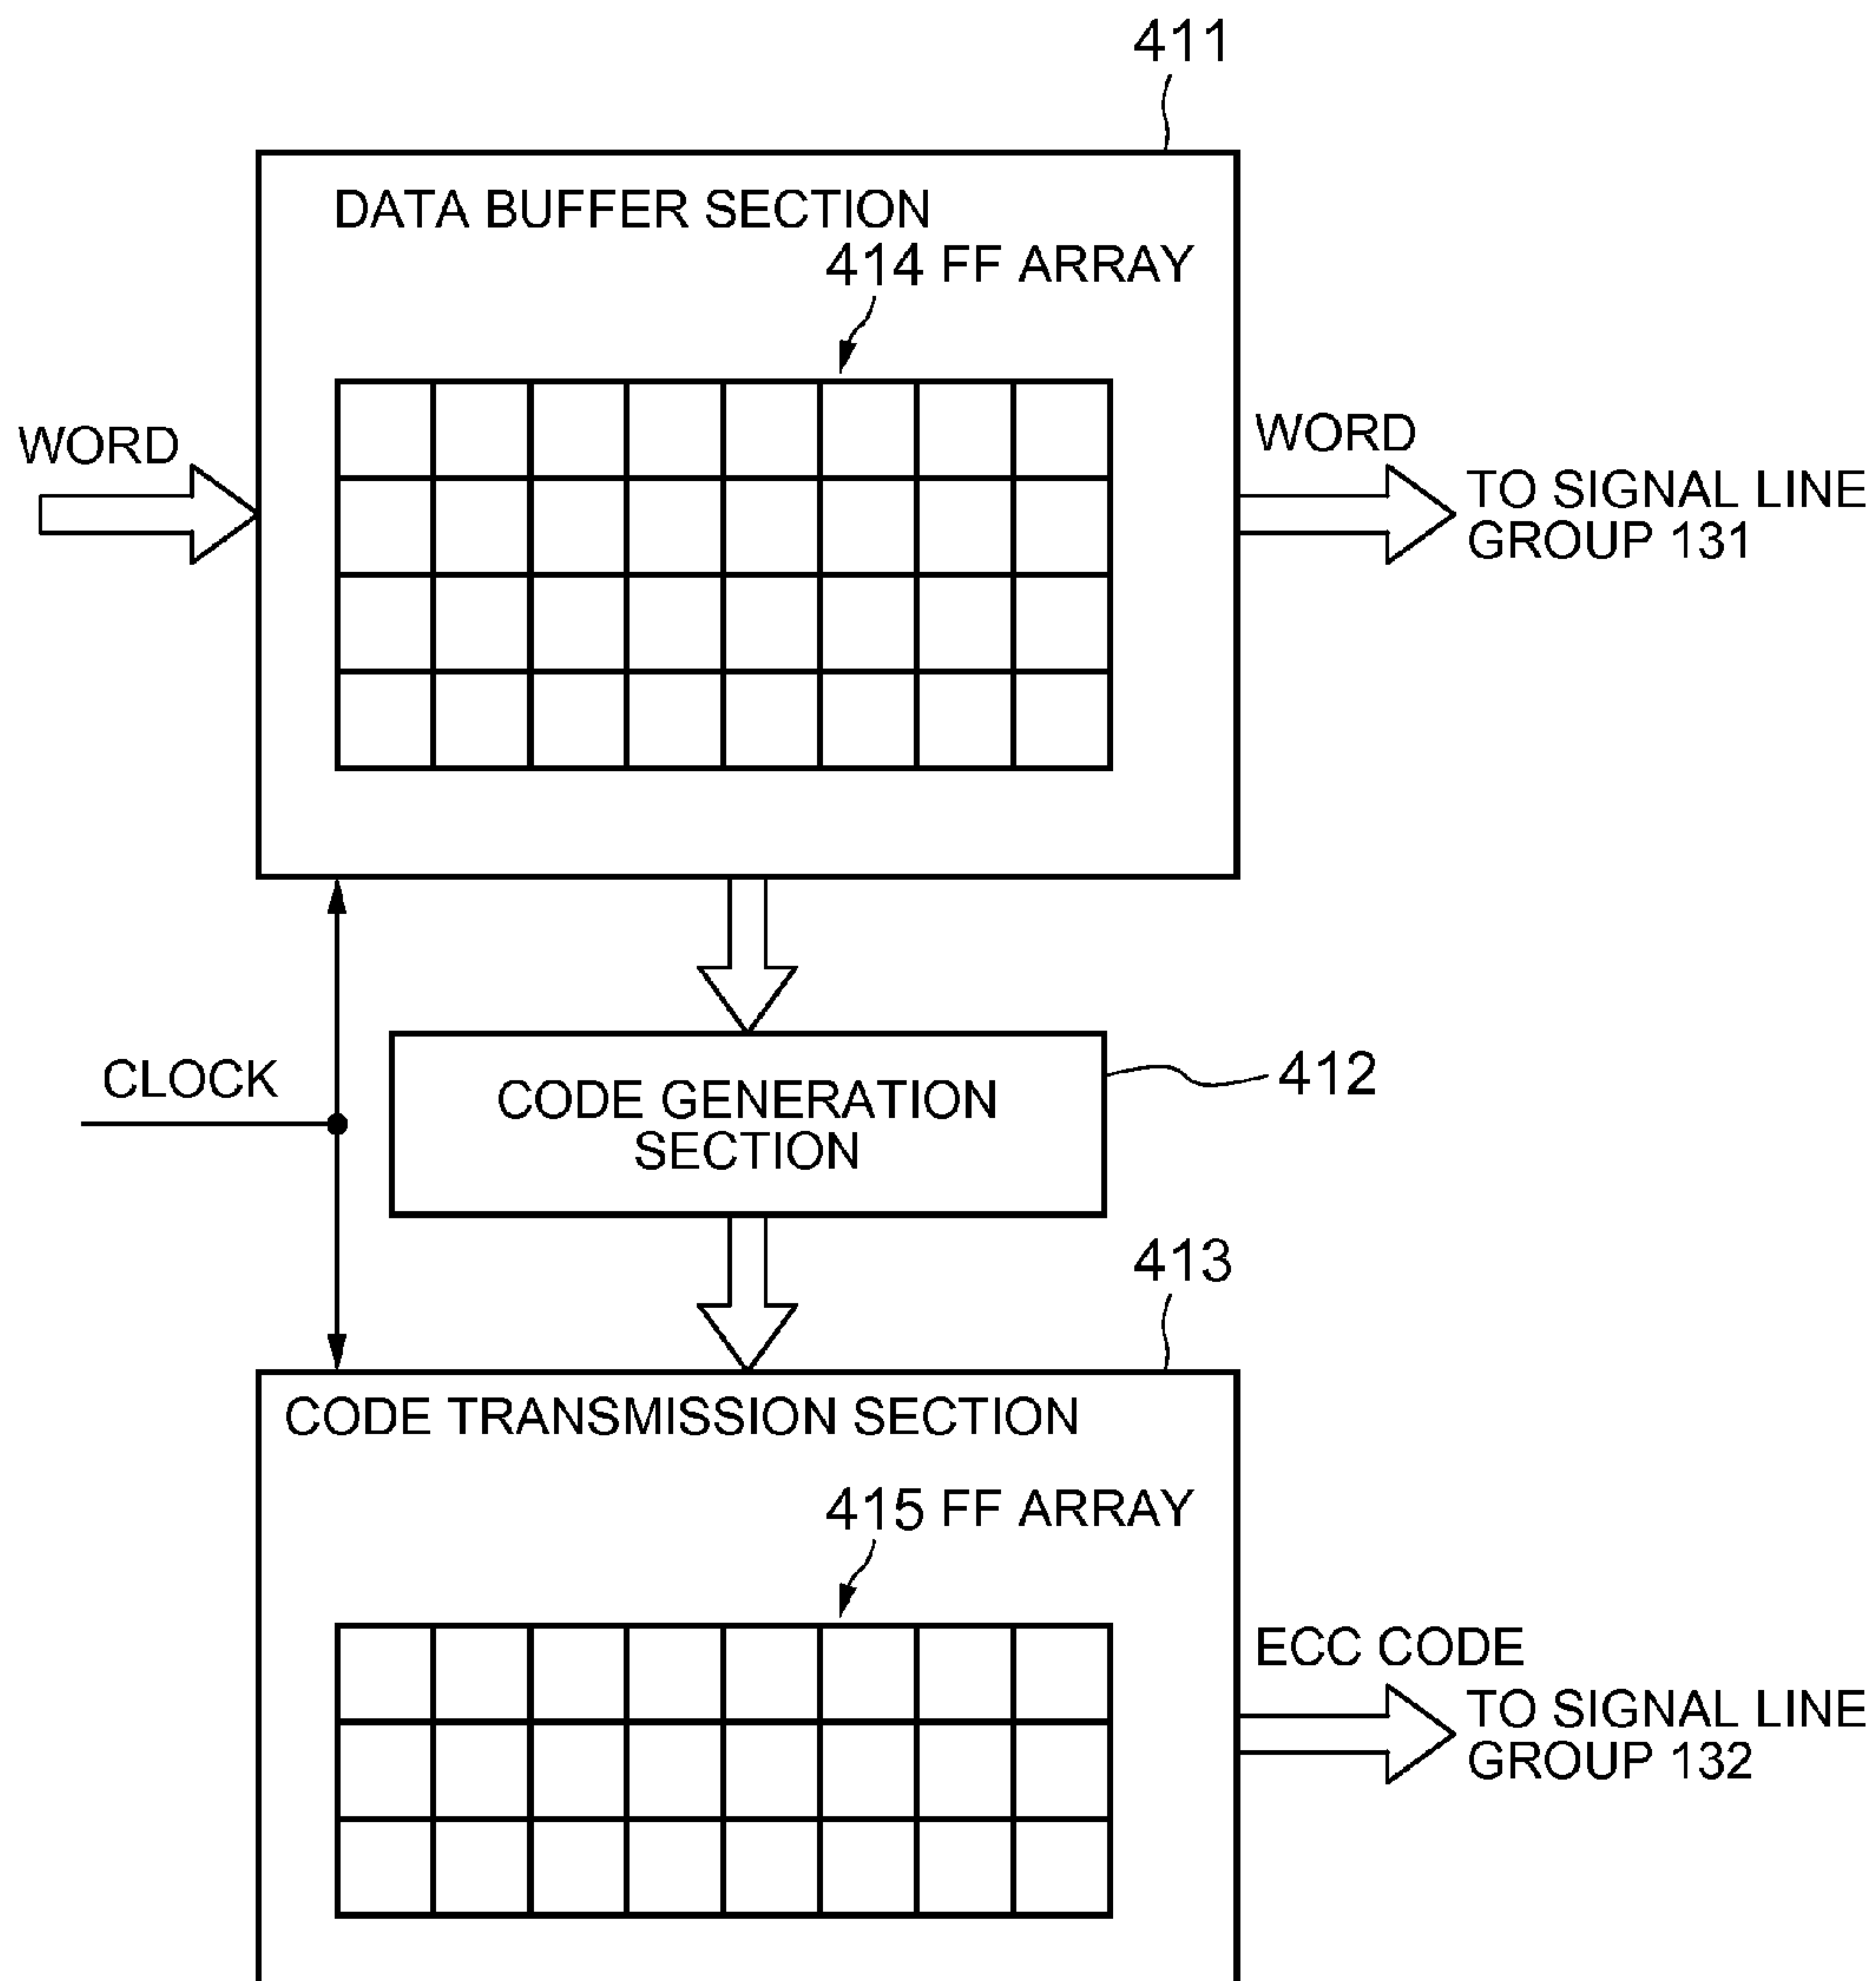 411
DATA BUFFER SECTION
414 FF ARRAY
WORD
WORD
TO SIGNAL LINE
GROUP 131
CLOCK
CODE GENERATION
SECTION
412
413
CODE TRANSMISSION SECTION
415 FF ARRAY
ECC CODE
TO SIGNAL LINE
GROUP 132